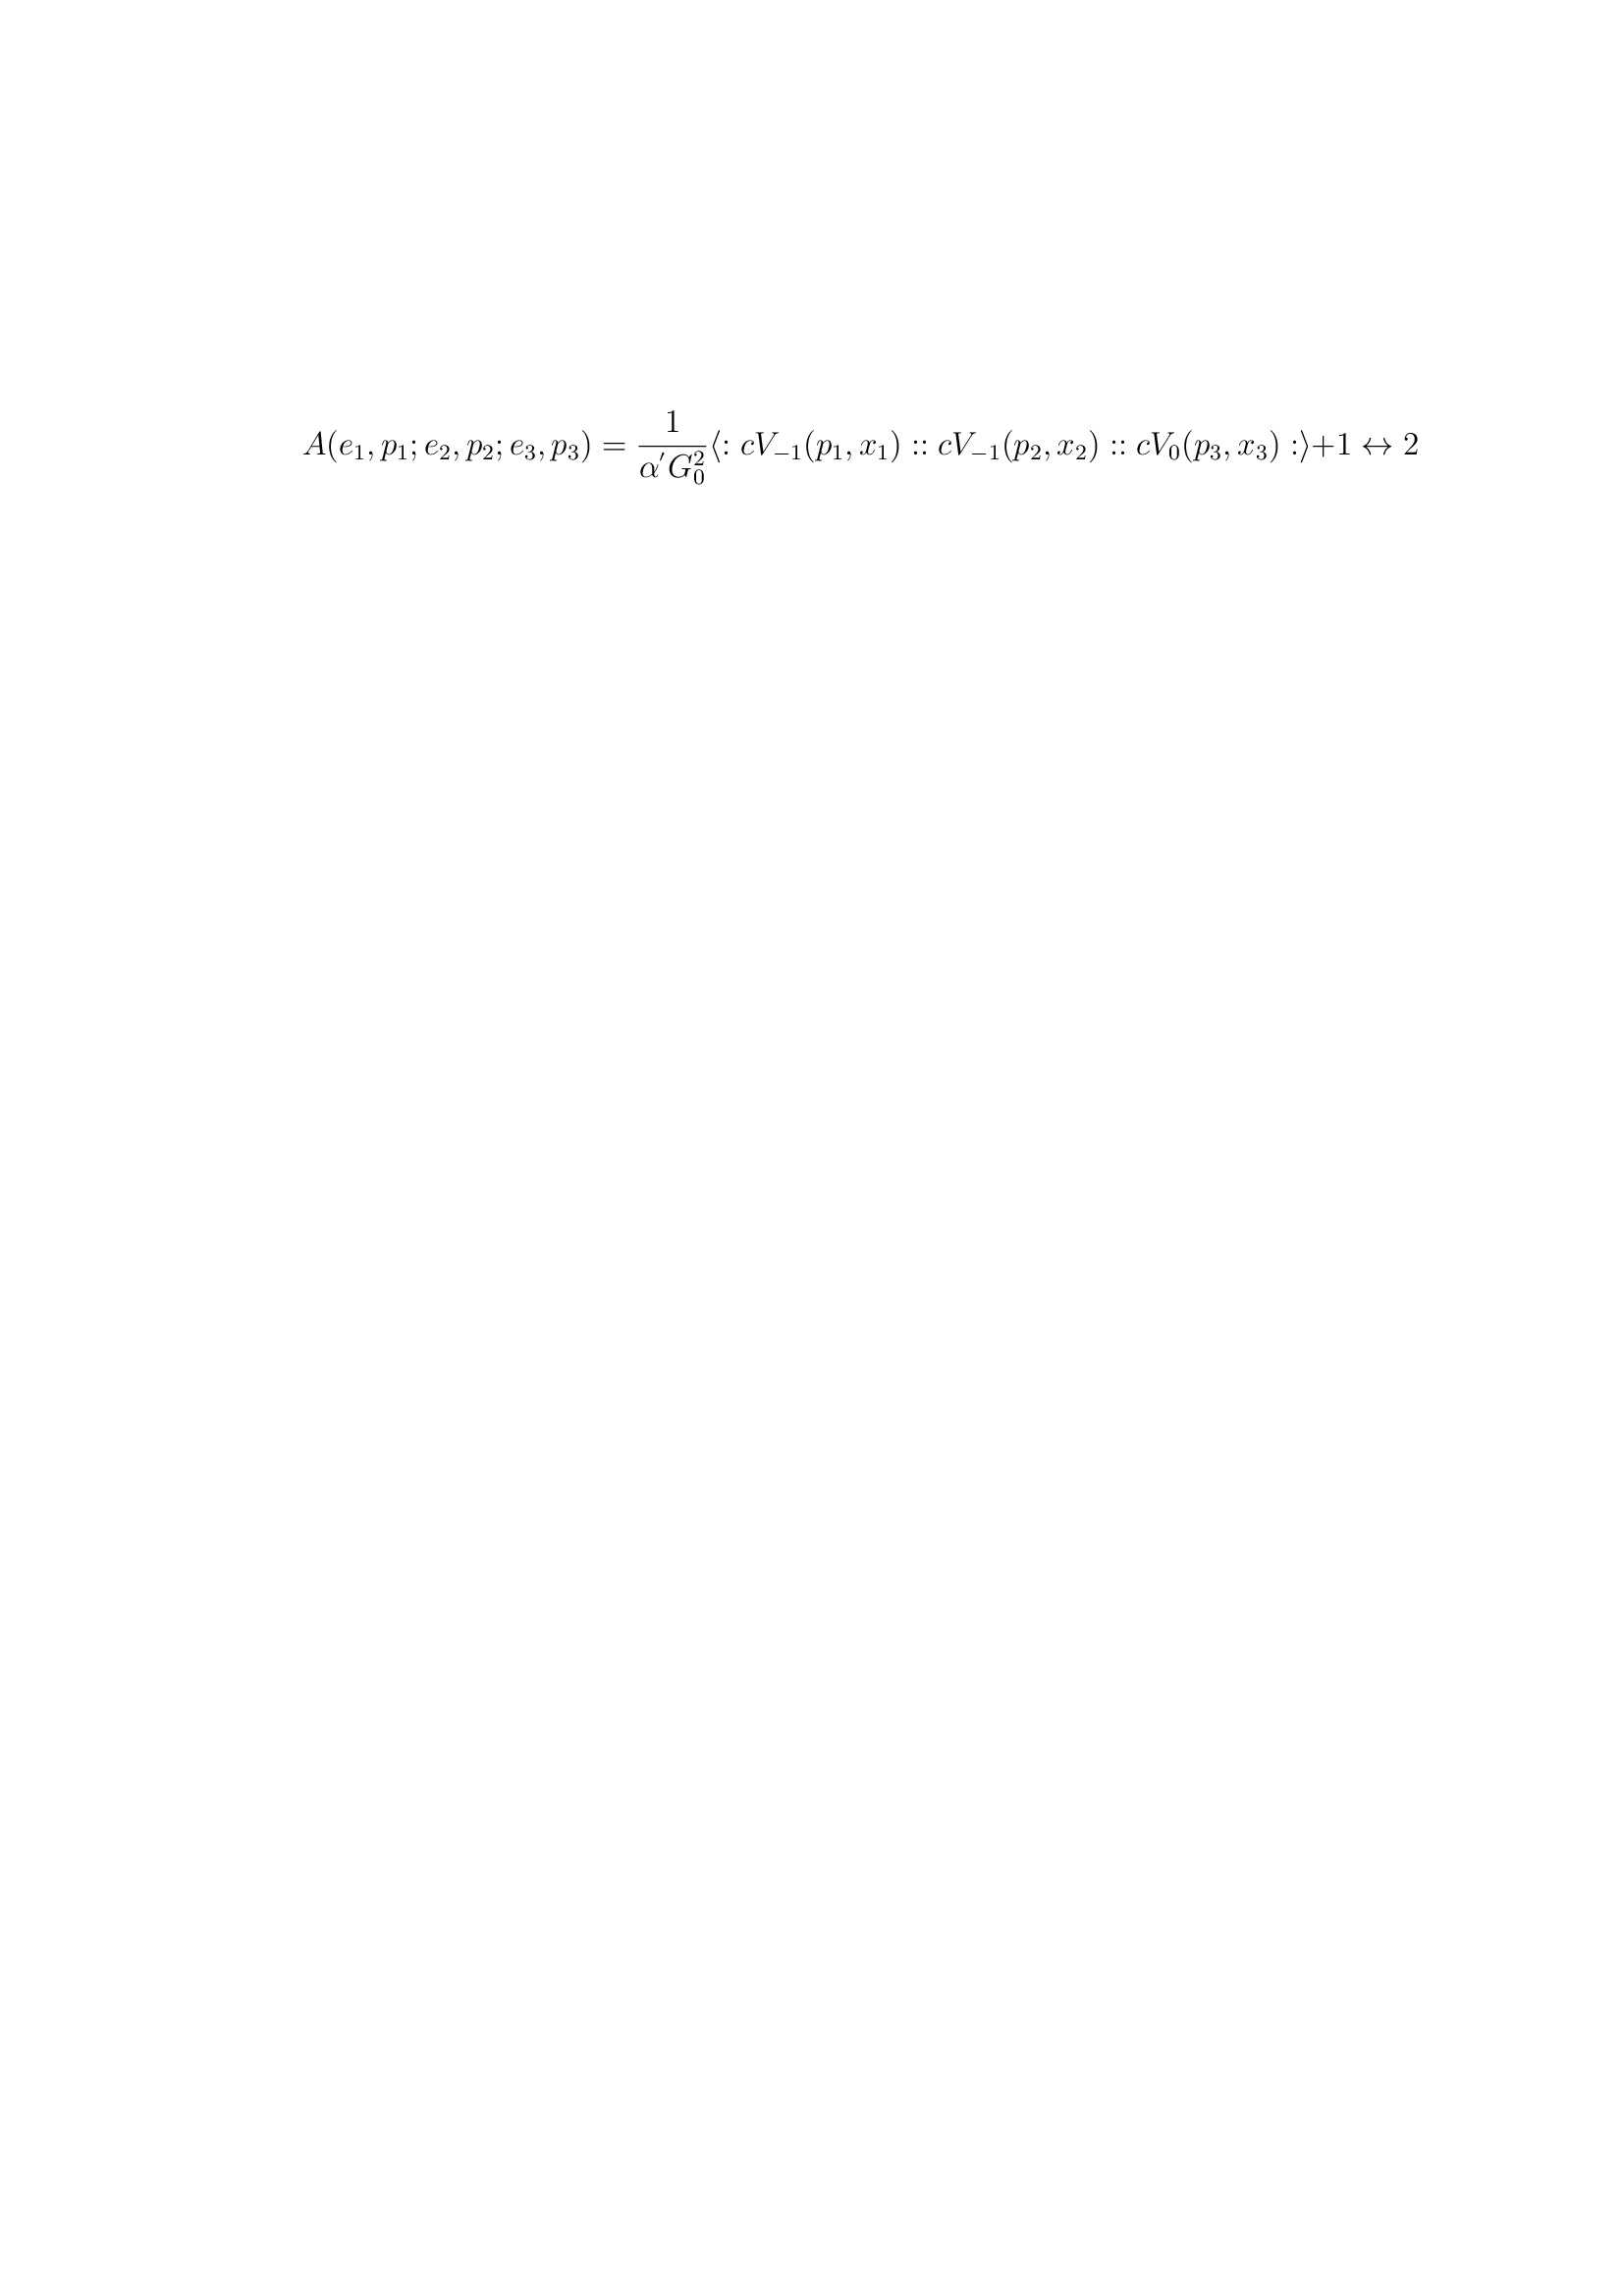 $A(e_1, p_1; e_2, p_2; e_3, p_3) = \frac{1}{\alpha^{'} G_0^2} \langle : cV_{-1}(p_1, x_1) :: cV_{-1}(p_2, x_2) :: cV_0(p_3, x_3) : \rangle + 1 \leftrightarrow 2$